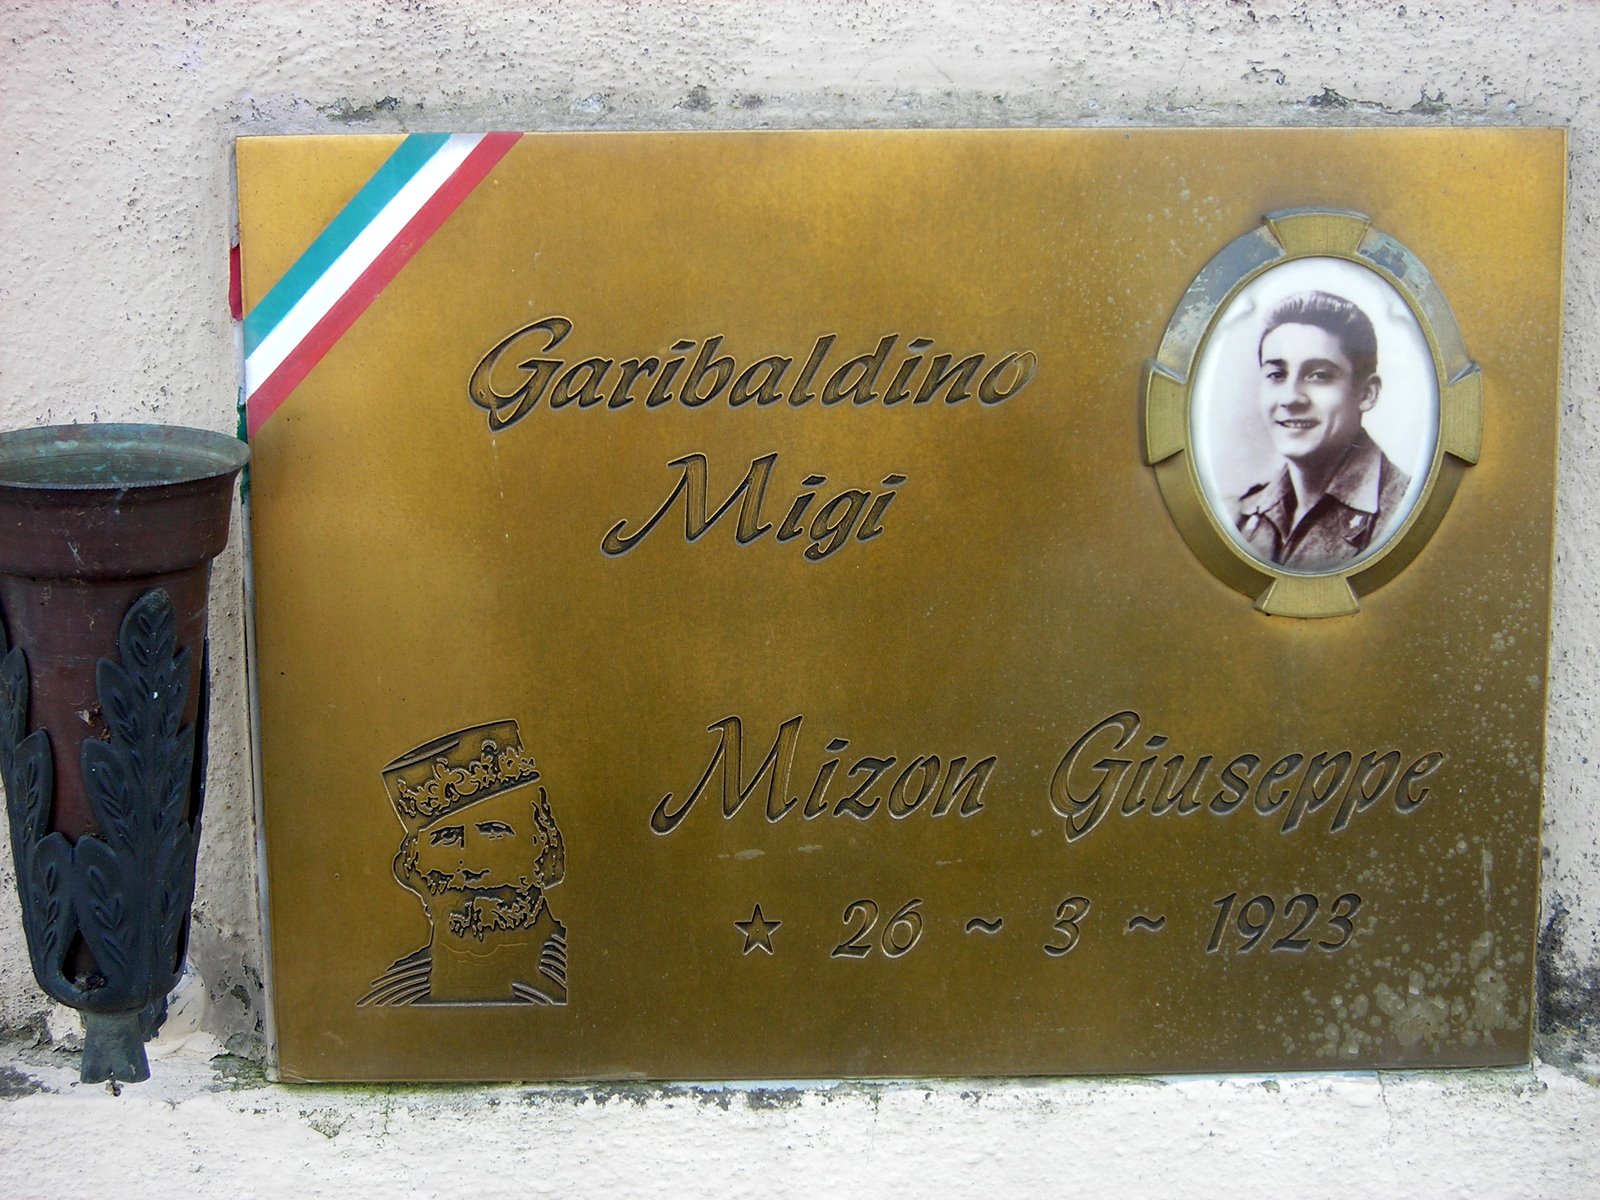 Garibaldino
Migi
Mizon Giuseppe
☆ 26 ~ 3 ~ 1923